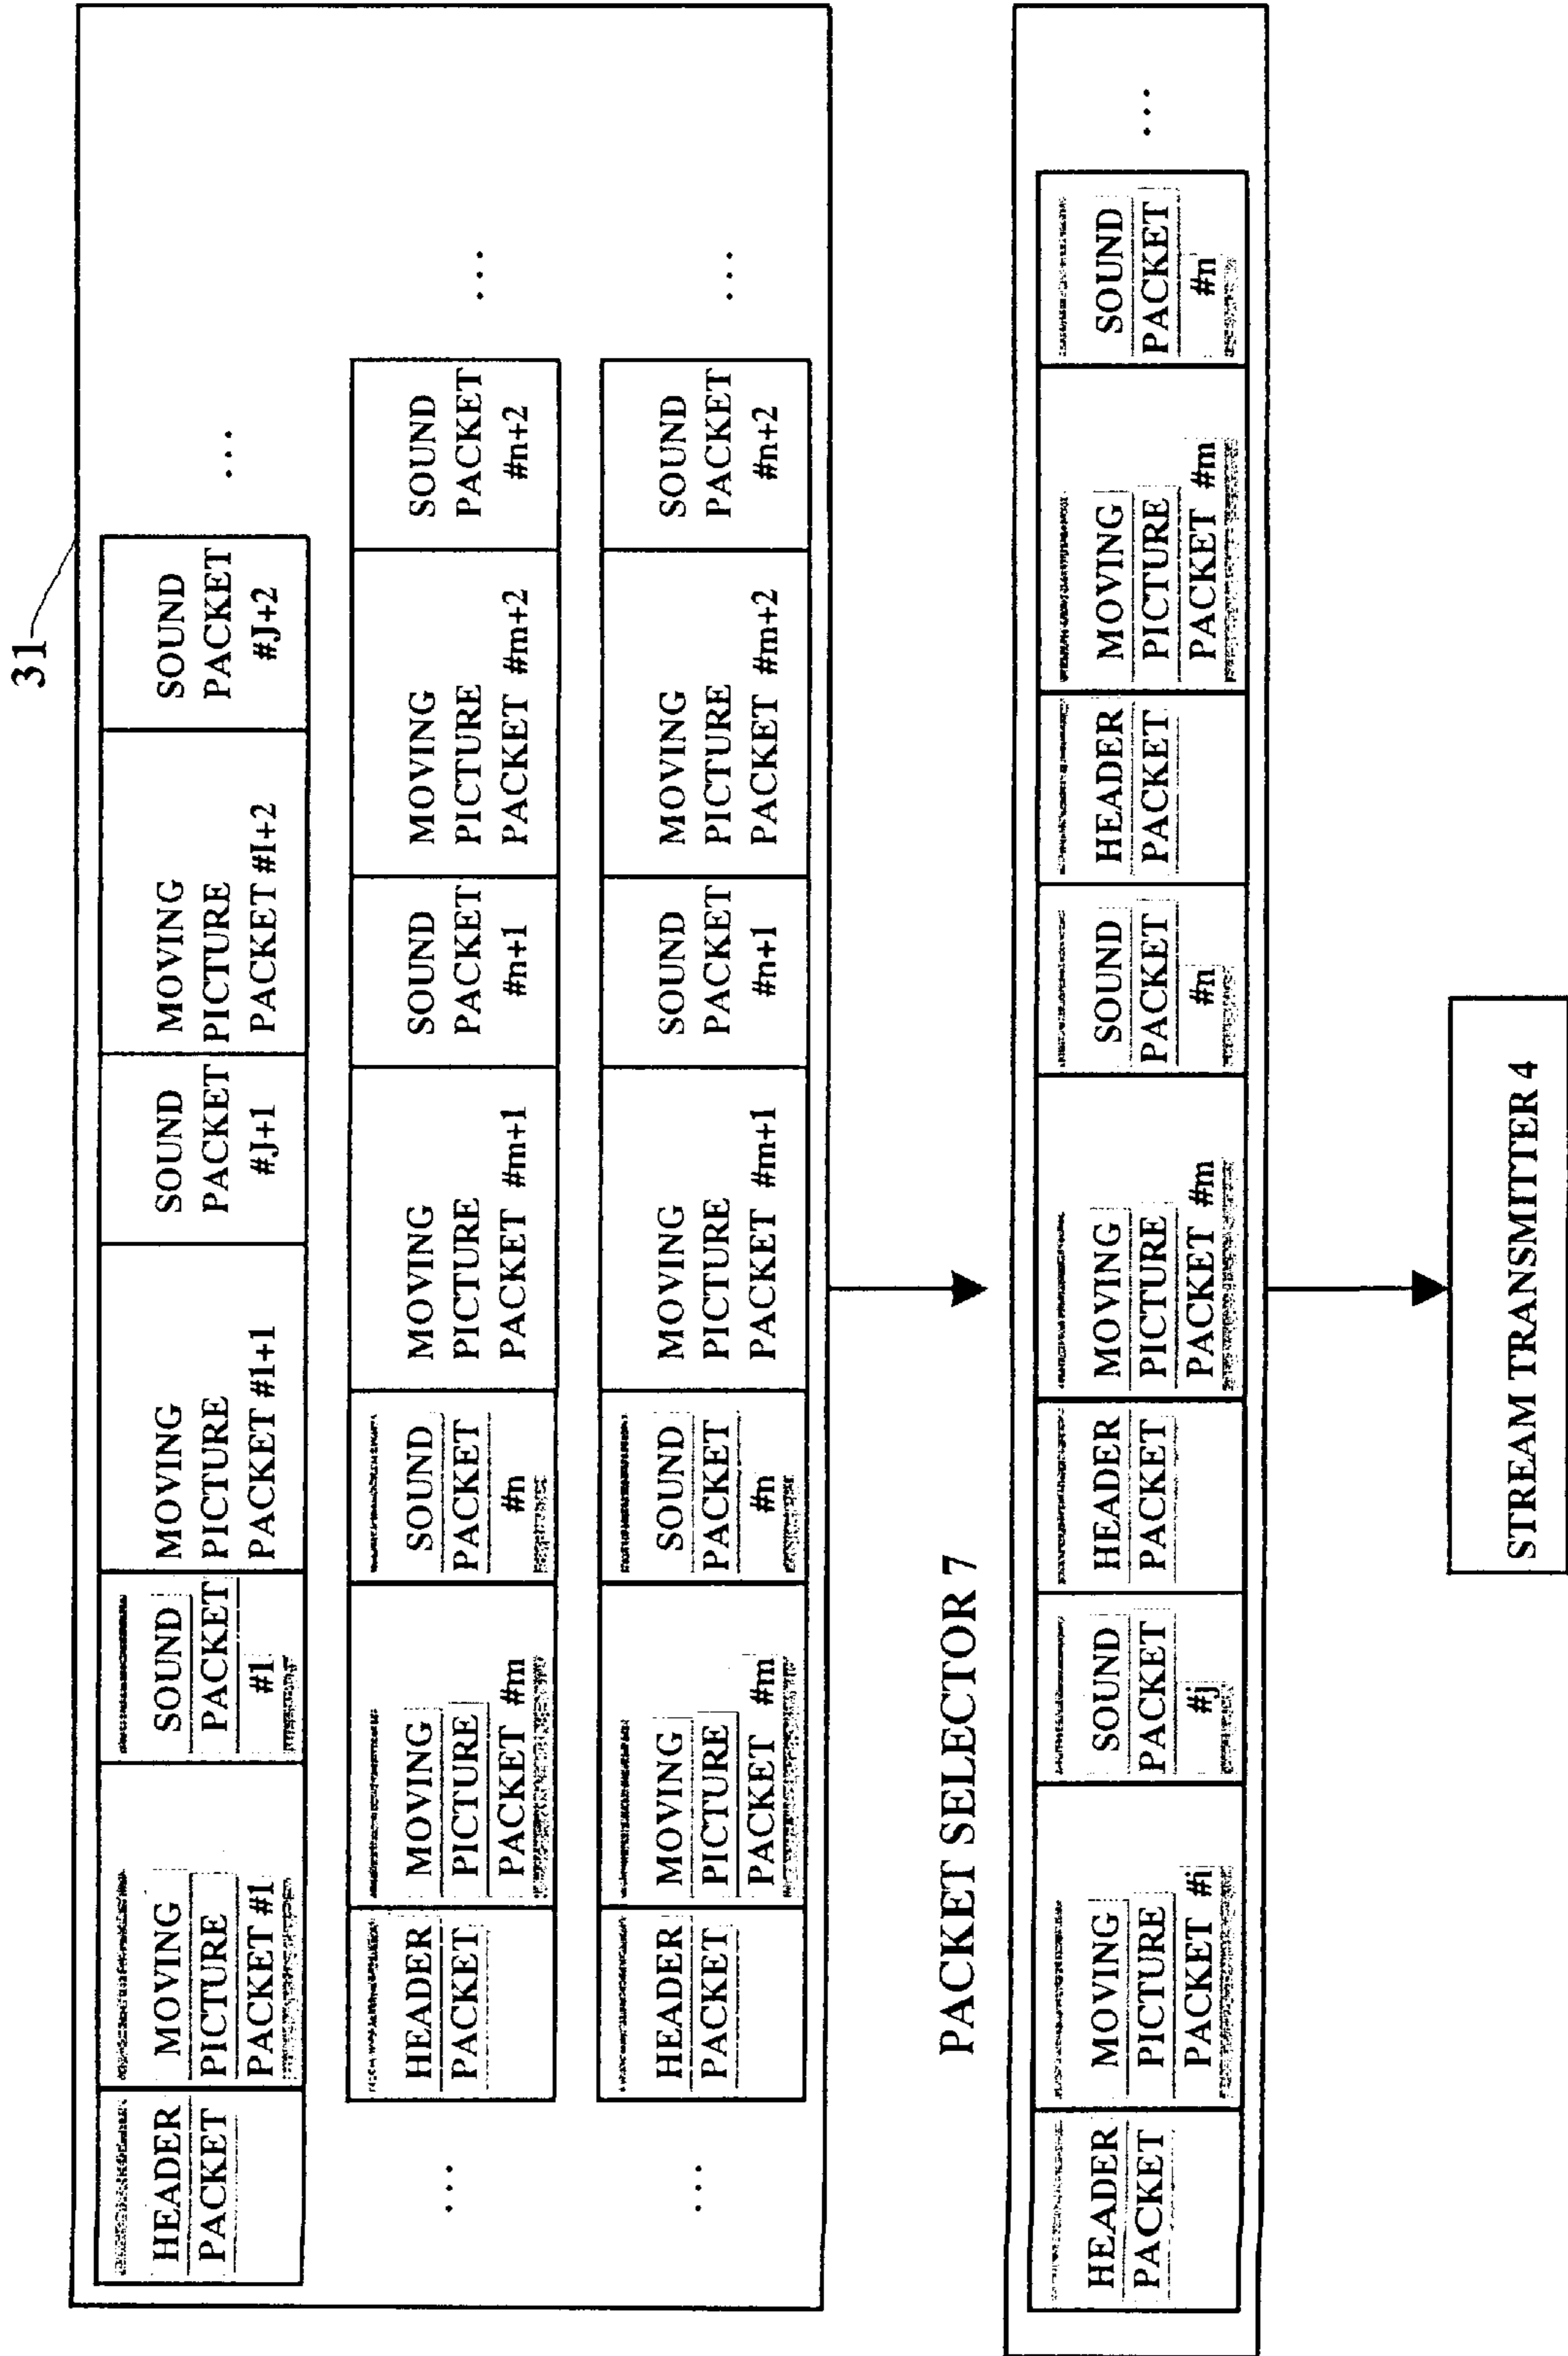 31
HEADER
PACKET
MOVING
PICTURE
PACKET #1
SOUND
PACKET
#1
MOVING
PICTURE
PACKET #1+1
SOUND
PACKET
#J+1
MOVING
PICTURE
PACKET #I+2
SOUND
PACKET
#J+2
...
...
HEADER
PACKET
MOVING
PICTURE
PACKET #m
SOUND
PACKET
#n
MOVING
PICTURE
PACKET #m+1
SOUND
PACKET
#n+1
MOVING
PICTURE
PACKET #m+2
SOUND
PACKET
#n+2
...
...
HEADER
PACKET
MOVING
PICTURE
PACKET #m
SOUND
PACKET
#n
MOVING
PICTURE
PACKET #m+1
SOUND
PACKET
#n+1
MOVING
PICTURE
PACKET #m+2
SOUND
PACKET
#n+2
...
PACKET SELECTOR 7
HEADER
PACKET
MOVING
PICTURE
PACKET #i
SOUND
PACKET
#j
HEADER
PACKET
MOVING
PICTURE
PACKET #m
SOUND
PACKET
#n
HEADER
PACKET
MOVING
PICTURE
PACKET #m
SOUND
PACKET
#n
...
STREAM TRANSMITTER 4